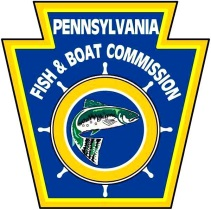 PENNSYLVANIA
FISH & BOAT COMMISSION